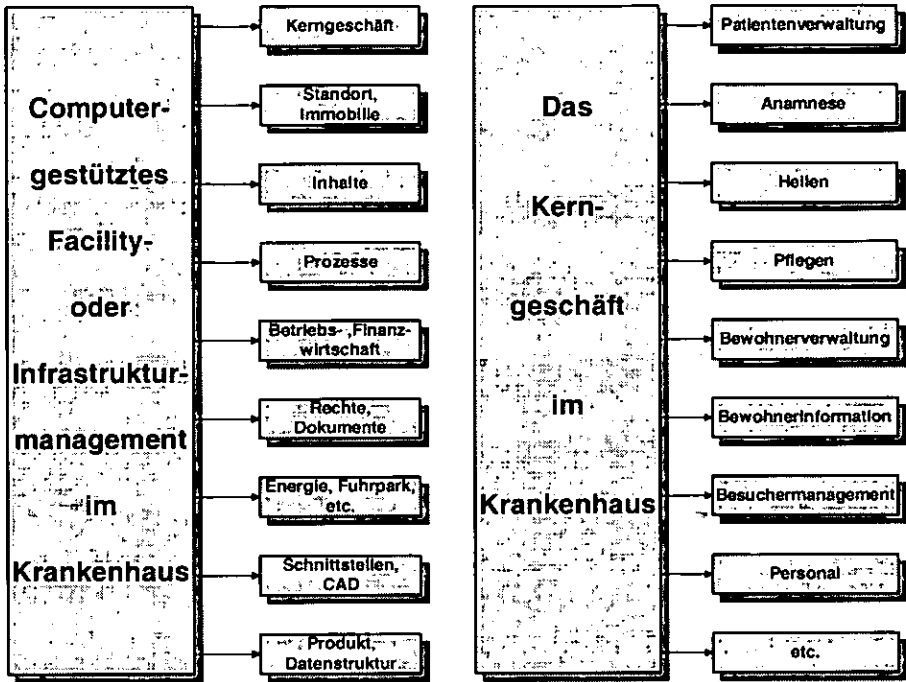 Computer-
gestütztes
Facility-
oder
Infrastruktur-
management
im
Krankenhaus
Kerngeschäft
Standort,
Immobilie
Inhalte
Prozesse
Betriebs- ,Finanz-
wirtschaft
Rechte,
Dokumente
Energie, Fuhrpark,
etc.
Schnittstellen,
CAD
Produkt,
Datenstruktur
Das
Kern-
geschäft
im
Krankenhaus
Patientenverwaltung
Anamnese
Heilen
Pflegen
Bewohnerverwaltung
Bewohnerinformation
Besuchermanagement
Personal
etc.